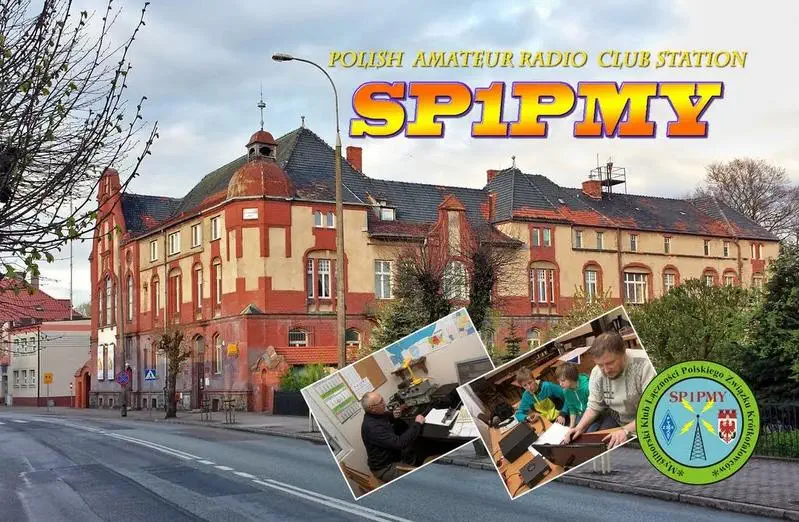 POLISH AMATEUR RADIO CLUB STATION
SP1PMY
Myśliborski Klub Łączności Polskiego Związku Krótkofalowców
SP1PMY